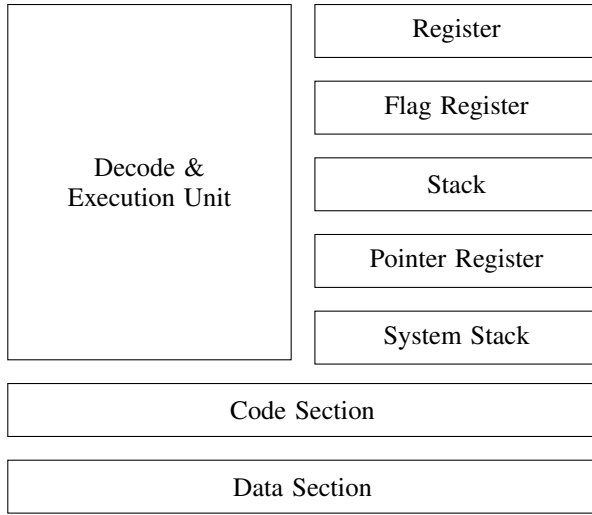 Decode &
Execution Unit
Register
Flag Register
Stack
Pointer Register
System Stack
Code Section
Data Section